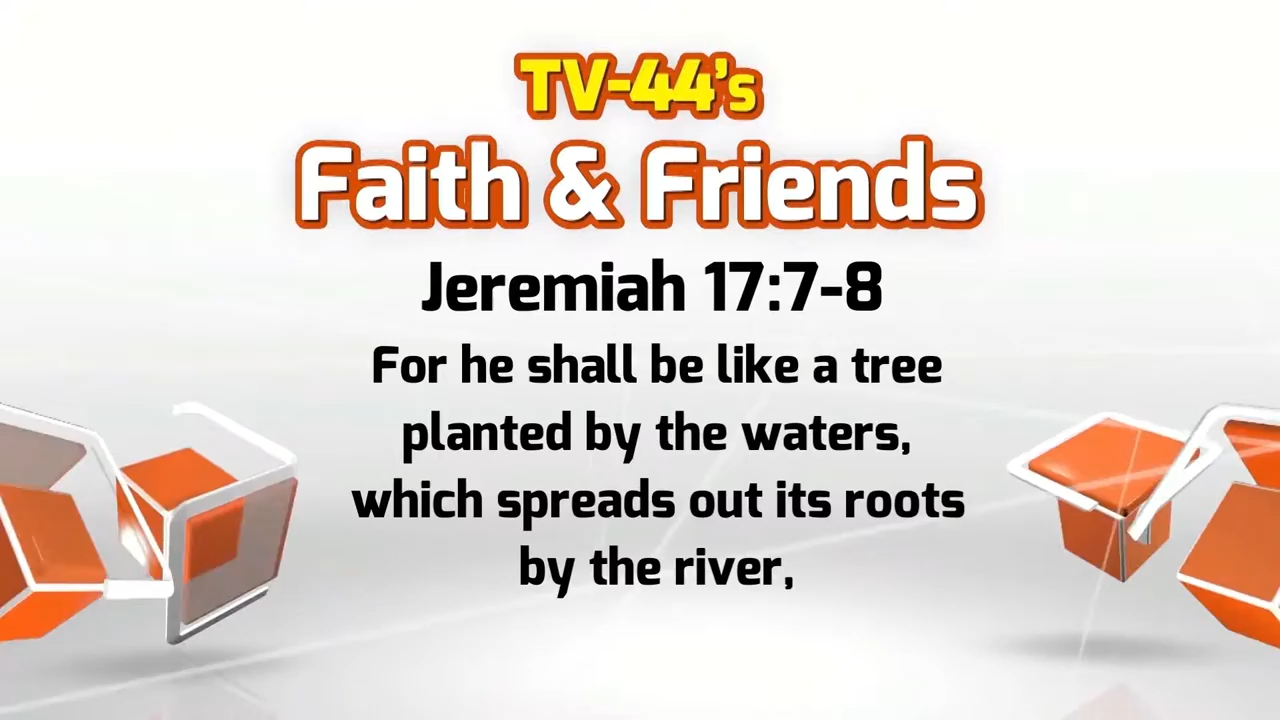 TV-44's
Faith & Friends
Jeremiah 17:7-8
For he shall be like a tree
planted by the waters,
which spreads out its roots
by the river,